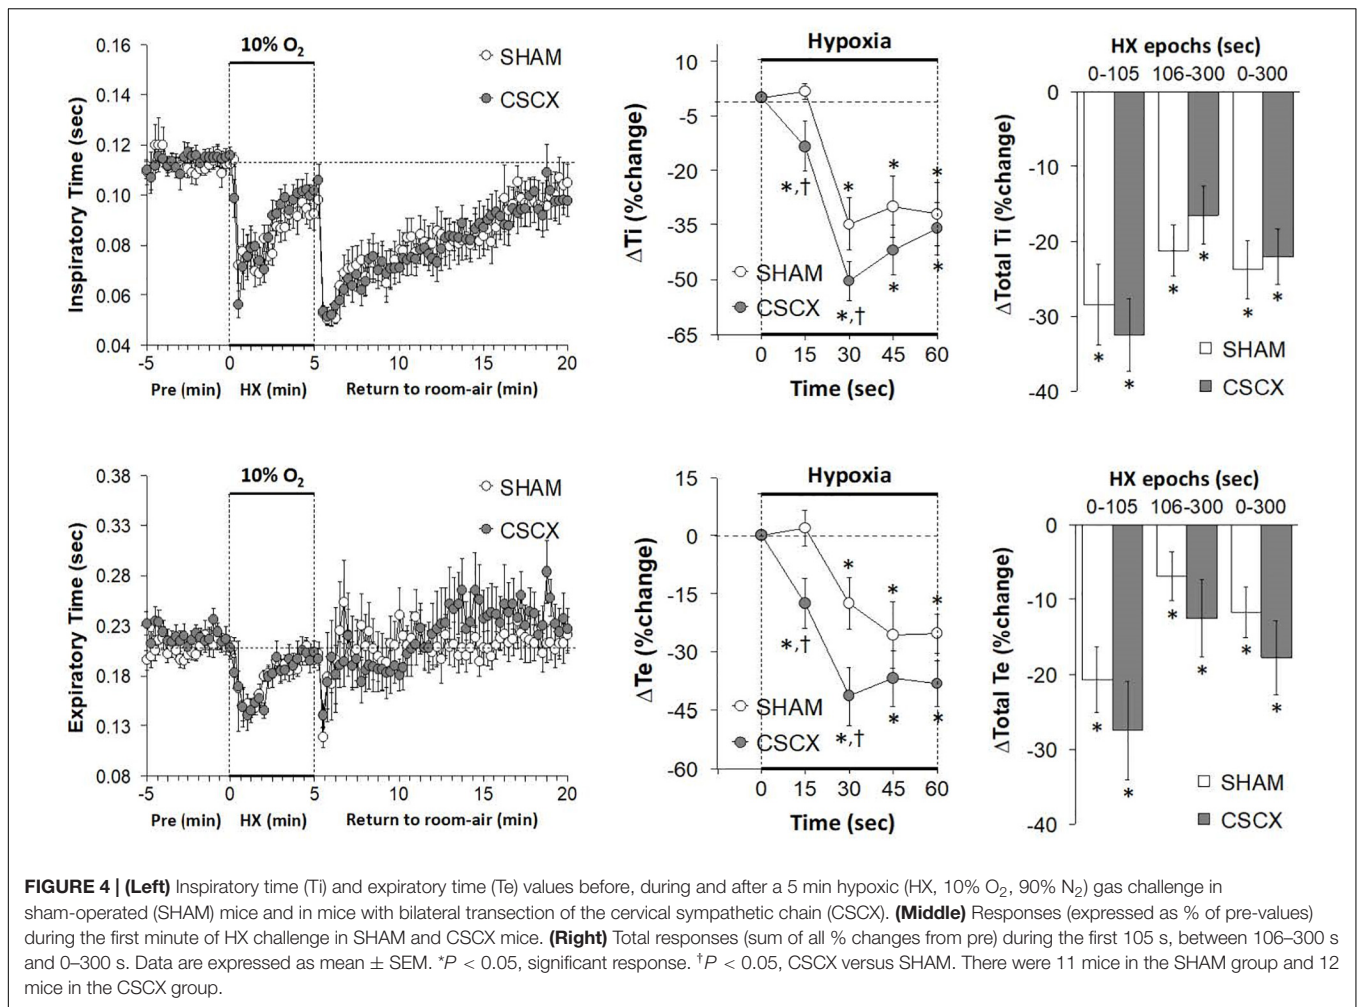 0.16
0.14
0.12
0.10
0.08
0.06
0.04
Inspiratory Time (sec)
10% O₂
SHAM
CSCX
-5 0 5 10 15 20
Pre (min) HX (min) Return to room-air (min)
Hypoxia
10
-5
-20
-35
-50
-65
ΔTi (%change)
*,†
*
*
*
*,†
*
*
SHAM
CSCX
0 15 30 45 60
Time (sec)
HX epochs (sec)
0-105 106-300 0-300
0
-10
-20
-30
-40
ΔTotal Ti (%change)
* * * * * *
SHAM
CSCX
0.38
0.33
0.28
0.23
0.18
0.13
0.08
Expiratory Time (sec)
10% O₂
SHAM
CSCX
-5 0 5 10 15 20
Pre (min) HX (min) Return to room-air (min)
Hypoxia
15
0
-15
-30
-45
-60
ΔTe (%change)
*,†
*
*
*
*,†
*
*
SHAM
CSCX
0 15 30 45 60
Time (sec)
HX epochs (sec)
0-105 106-300 0-300
0
-10
-20
-30
-40
ΔTotal Te (%change)
* * * * * *
SHAM
CSCX
FIGURE 4 | (Left) Inspiratory time (Ti) and expiratory time (Te) values before, during and after a 5 min hypoxic (HX, 10% O₂, 90% N₂) gas challenge in
sham-operated (SHAM) mice and in mice with bilateral transection of the cervical sympathetic chain (CSCX). (Middle) Responses (expressed as % of pre-values)
during the first minute of HX challenge in SHAM and CSCX mice. (Right) Total responses (sum of all % changes from pre) during the first 105 s, between 106–300 s
and 0–300 s. Data are expressed as mean ± SEM. *P < 0.05, significant response. †P < 0.05, CSCX versus SHAM. There were 11 mice in the SHAM group and 12
mice in the CSCX group.